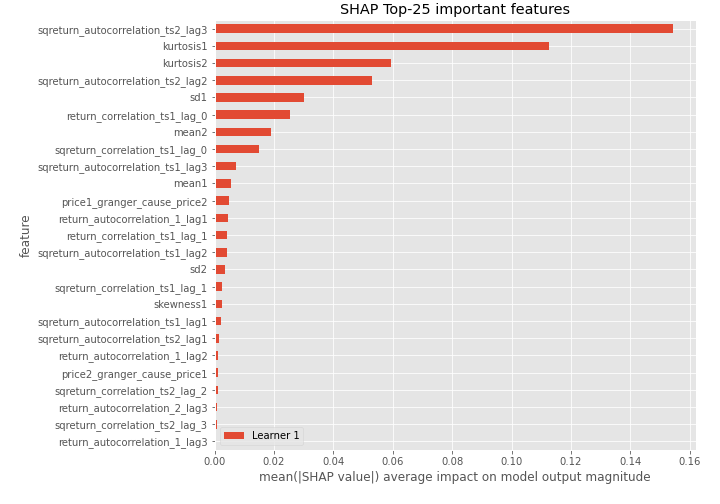 SHAP Top-25 important features
sqreturn_autocorrelation_ts2_lag3
kurtosis1
kurtosis2
sqreturn_autocorrelation_ts2_lag2
sd1
return_correlation_ts1_lag_0
mean2
sqreturn_correlation_ts1_lag_0
sqreturn_autocorrelation_ts1_lag3
mean1
price1_granger_cause_price2
return_autocorrelation_1_lag1
return_correlation_ts1_lag_1
sqreturn_autocorrelation_ts1_lag2
sd2
sqreturn_correlation_ts1_lag_1
skewness1
sqreturn_autocorrelation_ts1_lag1
sqreturn_autocorrelation_ts2_lag1
return_autocorrelation_1_lag2
price2_granger_cause_price1
sqreturn_correlation_ts2_lag_2
return_autocorrelation_2_lag3
sqreturn_correlation_ts2_lag_3
return_autocorrelation_1_lag3
feature
Learner 1
0.00 0.02 0.04 0.06 0.08 0.10 0.12 0.14 0.16
mean(|SHAP value|) average impact on model output magnitude